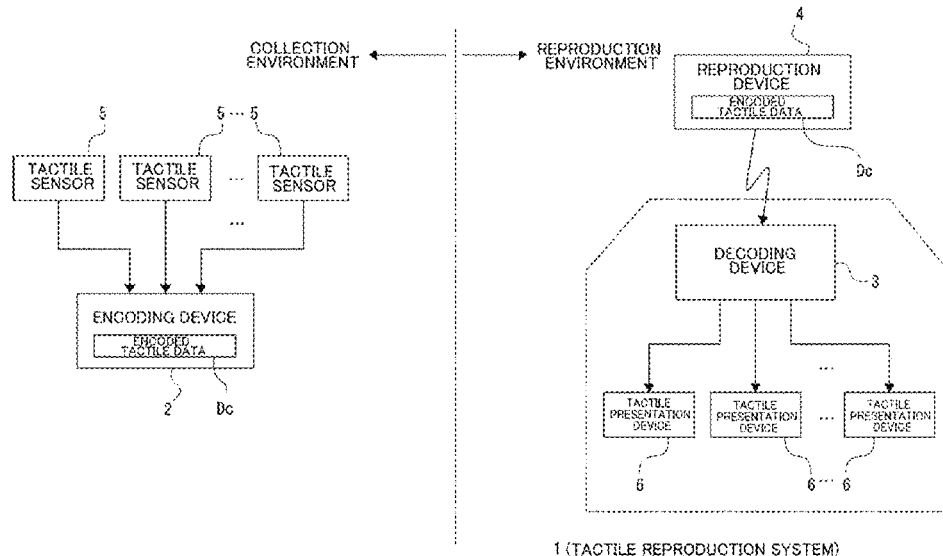 COLLECTION
ENVIRONMENT
REPRODUCTION
ENVIRONMENT
4
REPRODUCTION
DEVICE
ENCODED
TACTILE DATA
Dc
5
5 ... 5
TACTILE
SENSOR
TACTILE
SENSOR
...
TACTILE
SENSOR
...
ENCODING DEVICE
ENCODED
TACTILE DATA
2
Dc
DECODING
DEVICE
3
...
TACTILE
PRESENTATION
DEVICE
TACTILE
PRESENTATION
DEVICE
...
TACTILE
PRESENTATION
DEVICE
6
6 ... 6
1 (TACTILE REPRODUCTION SYSTEM)